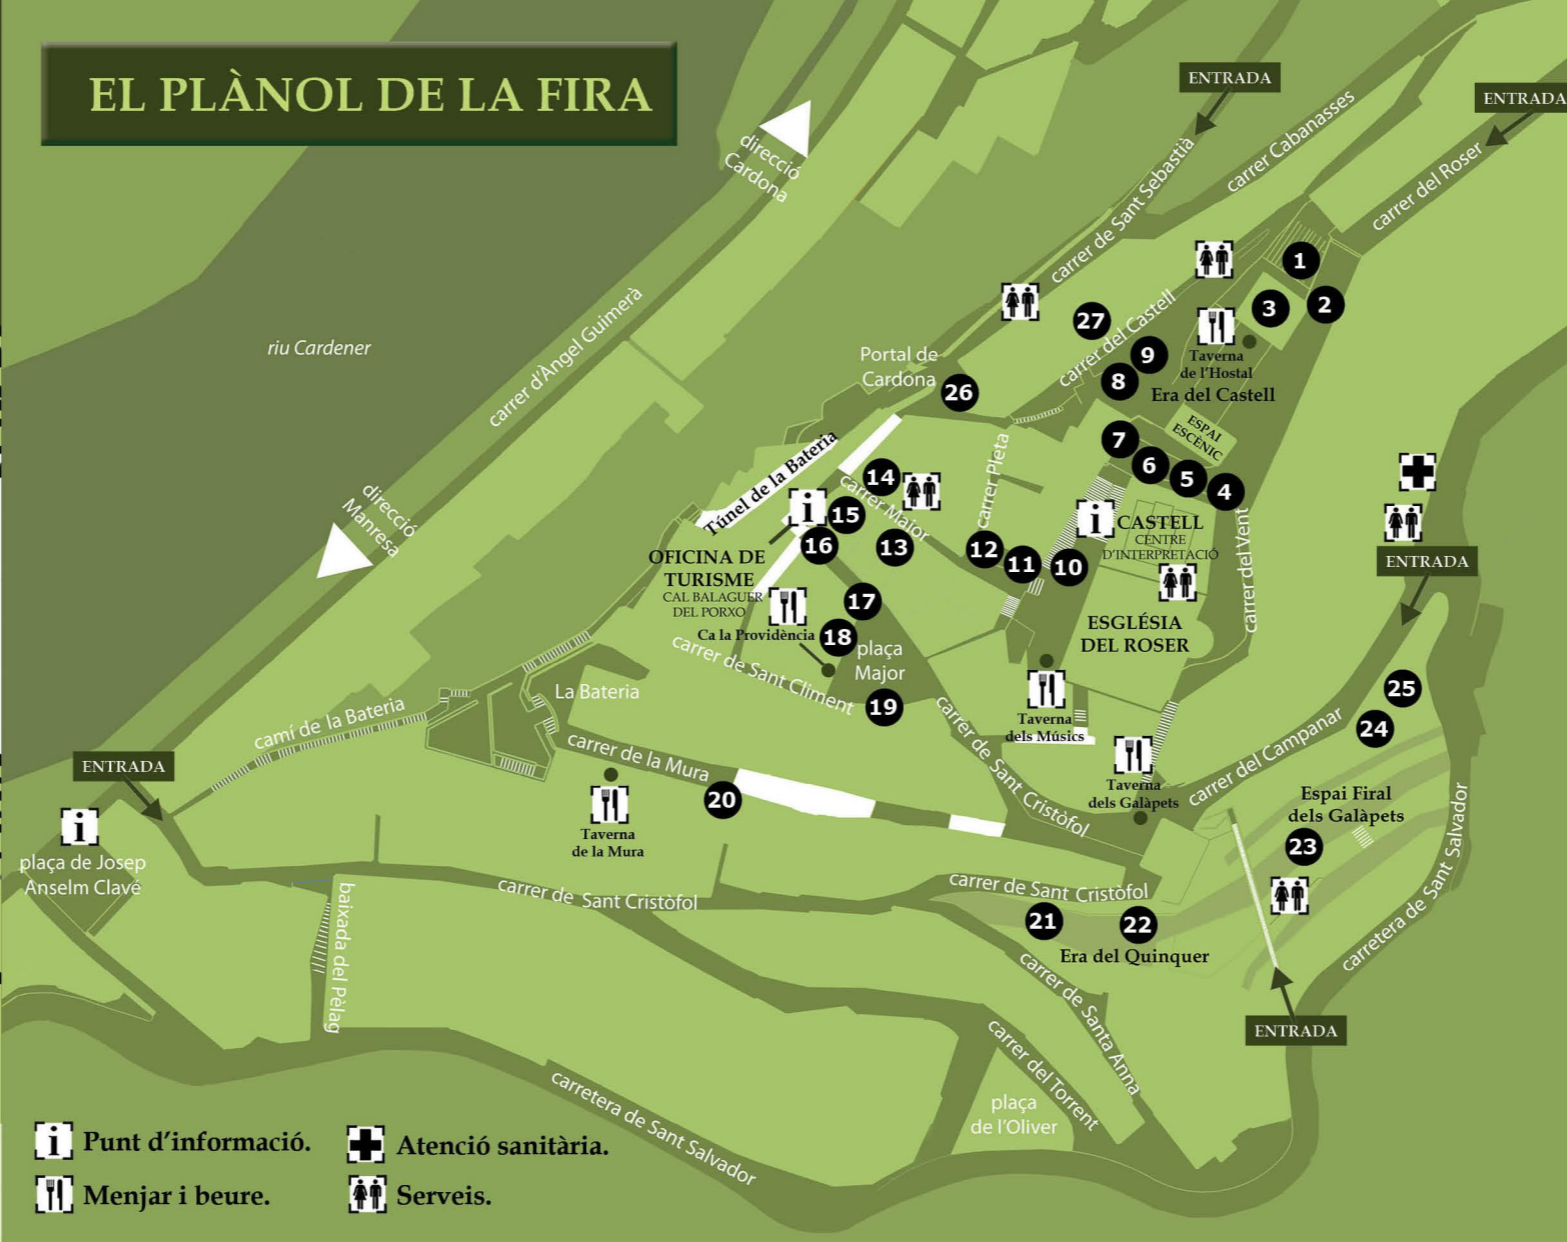 EL PLÀNOL DE LA FIRA
ENTRADA
ENTRADA
direcció
Cardona
carrer de Sant Sebastià
carrer Cabanasses
carrer del Roser
riu Cardener
carrer d'Àngel Guimerà
direcció
Manresa
1
2
3
27
carrer del Castell
9
8
Taverna
de l'Hostal
Era del Castell
Portal de
Cardona
26
ESPAI
ESCÈNIC
7
6
5
4
Túnel de la Bateria
14
carrer Major
carrer Pleta
i
15
16
13
12
11
10
i
CASTELL
CENTRE
D'INTERPRETACIÓ
carrer del Vent
ENTRADA
OFICINA DE
TURISME
CAL BALAGUER
DEL PORXO
17
Ca la Providència
18
plaça
Major
ESGLÉSIA
DEL ROSER
carrer de Sant Climent
19
La Bateria
camí de la Bateria
Taverna
dels Músics
25
24
carrer de la Mura
carrer de Sant Cristòfol
carrer del Campanar
ENTRADA
Taverna
dels Galàpets
Espai Firal
dels Galàpets
20
23
Taverna
de la Mura
i
plaça de Josep
Anselm Clavé
carretera de Sant Salvador
baixada del Pèlag
carrer de Sant Cristòfol
carrer de Sant Cristòfol
21
22
Era del Quinquer
carrer de Santa Anna
ENTRADA
carrer del Torrent
plaça
de l'Oliver
carretera de Sant Salvador
i Punt d'informació.
Atenció sanitària.
Menjar i beure.
Serveis.